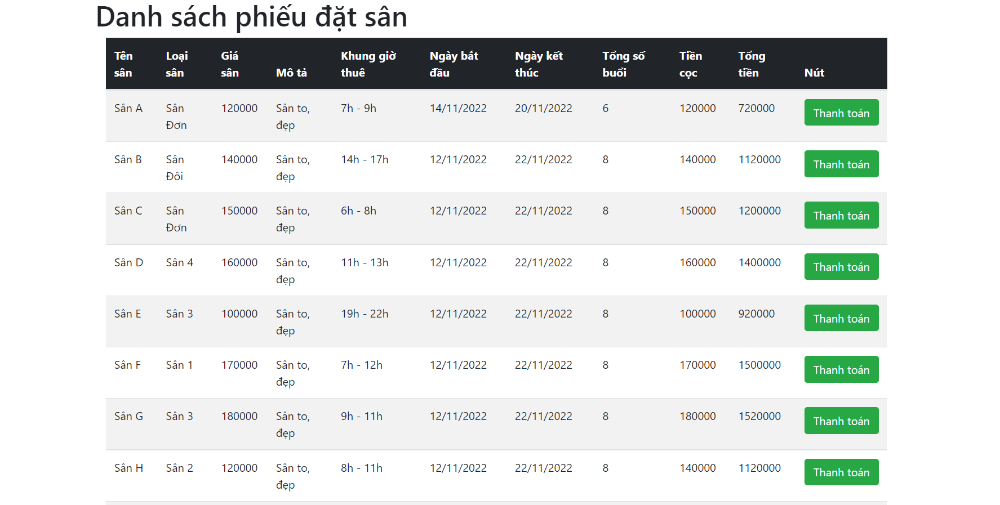 Danh sách phiếu đặt sân
Tên sân Loại sân Giá sân Mô tả Khung giờ thuê Ngày bắt đầu Ngày kết thúc Tổng số buổi Tiền cọc Tổng tiền Nút
Sân A Sân Đơn 120000 Sân to, đẹp 7h - 9h 14/11/2022 20/11/2022 6 120000 720000 Thanh toán
Sân B Sân Đôi 140000 Sân to, đẹp 14h - 17h 12/11/2022 22/11/2022 8 140000 1120000 Thanh toán
Sân C Sân Đơn 150000 Sân to, đẹp 6h - 8h 12/11/2022 22/11/2022 8 150000 1200000 Thanh toán
Sân D Sân 4 160000 Sân to, đẹp 11h - 13h 12/11/2022 22/11/2022 8 160000 1400000 Thanh toán
Sân E Sân 3 100000 Sân to, đẹp 19h - 22h 12/11/2022 22/11/2022 8 100000 920000 Thanh toán
Sân F Sân 1 170000 Sân to, đẹp 7h - 12h 12/11/2022 22/11/2022 8 170000 1500000 Thanh toán
Sân G Sân 3 180000 Sân to, đẹp 9h - 11h 12/11/2022 22/11/2022 8 180000 1520000 Thanh toán
Sân H Sân 2 120000 Sân to, đẹp 8h - 11h 12/11/2022 22/11/2022 8 140000 1120000 Thanh toán